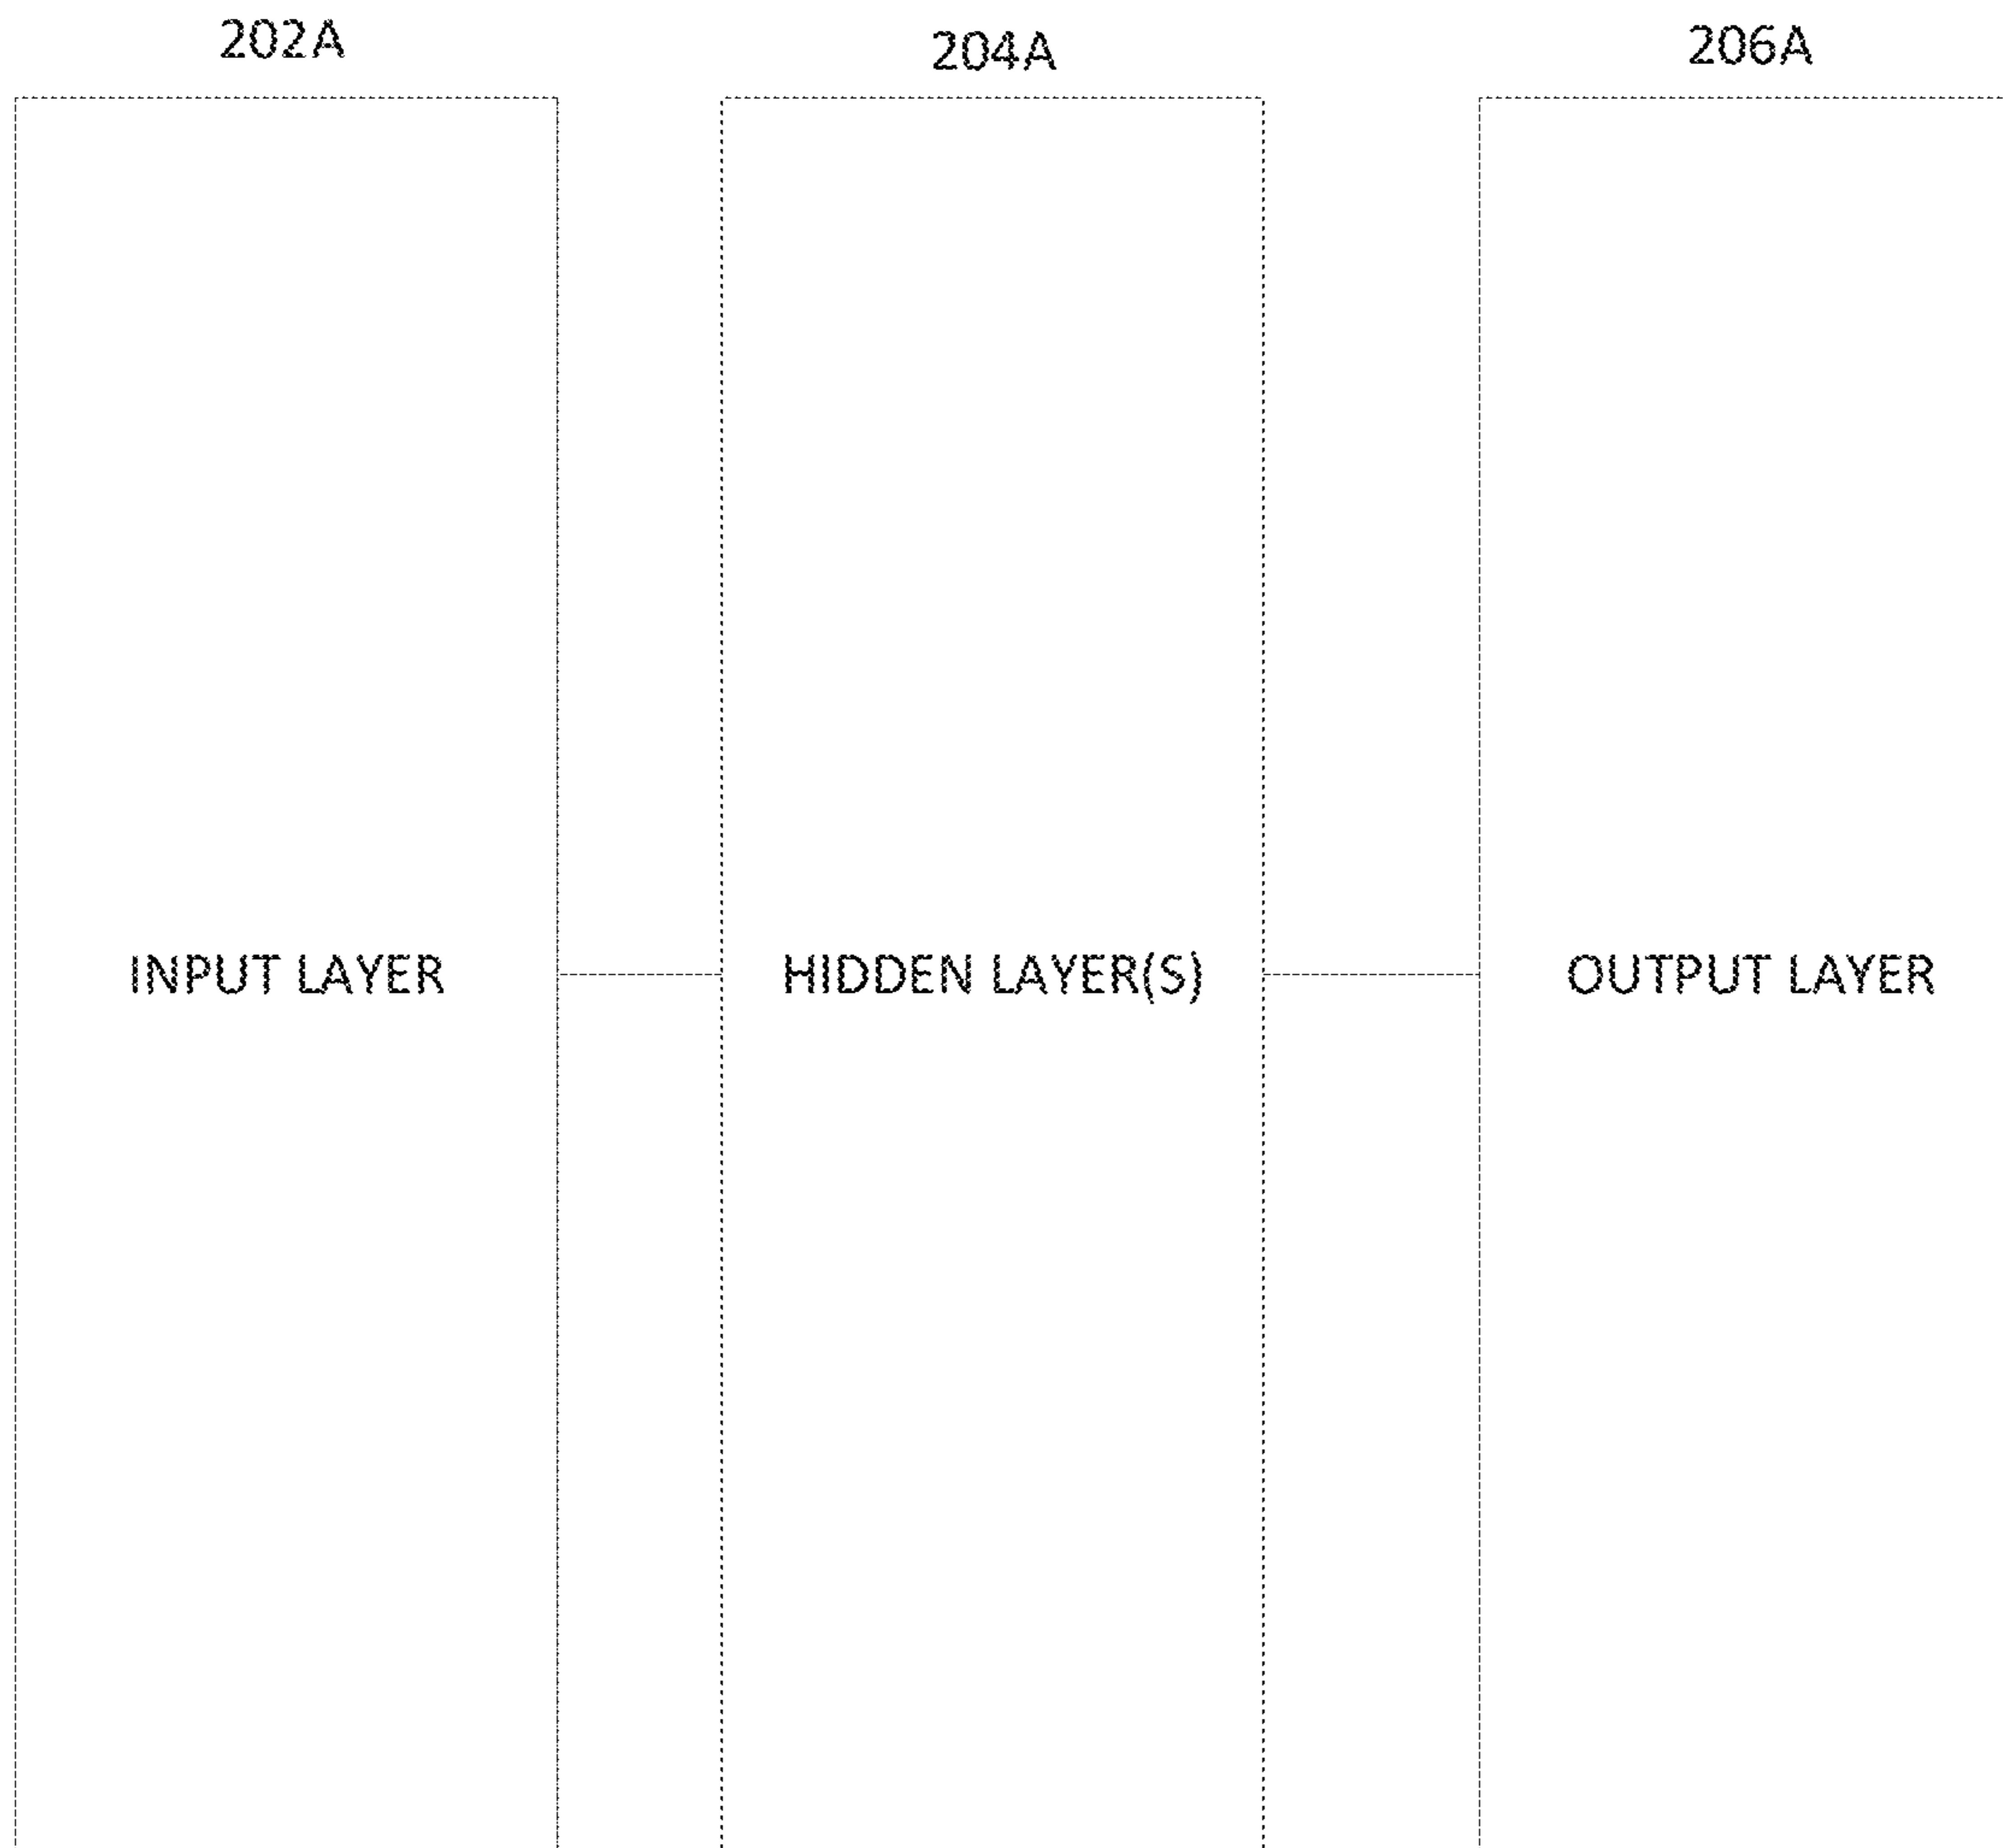 202A
204A
206A
INPUT LAYER
HIDDEN LAYER(S)
OUTPUT LAYER